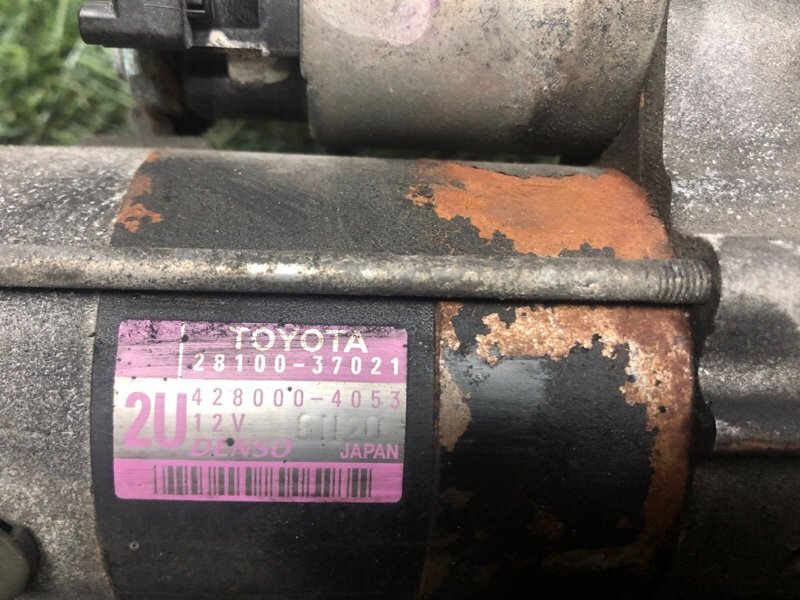 TOYOTA
28100-37021
428000-4053
2U
12V
DENSO JAPAN